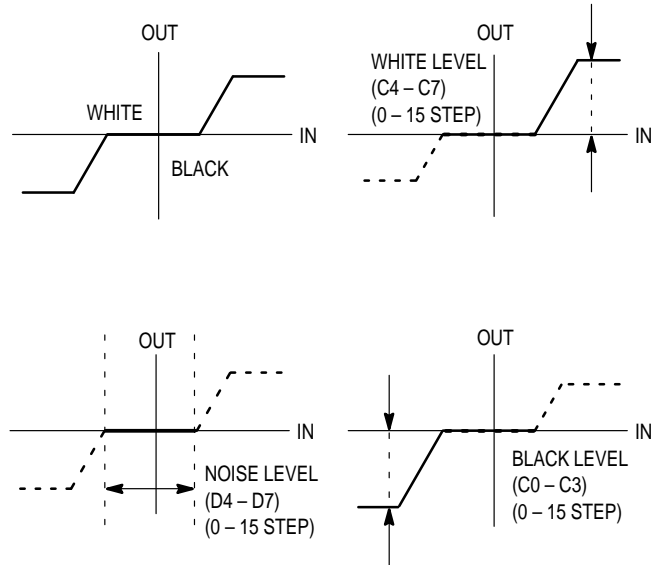 OUT
WHITE
IN
BLACK
OUT
WHITE LEVEL
(C4 – C7)
(0 – 15 STEP)
IN
OUT
IN
NOISE LEVEL
(D4 – D7)
(0 – 15 STEP)
OUT
IN
BLACK LEVEL
(C0 – C3)
(0 – 15 STEP)